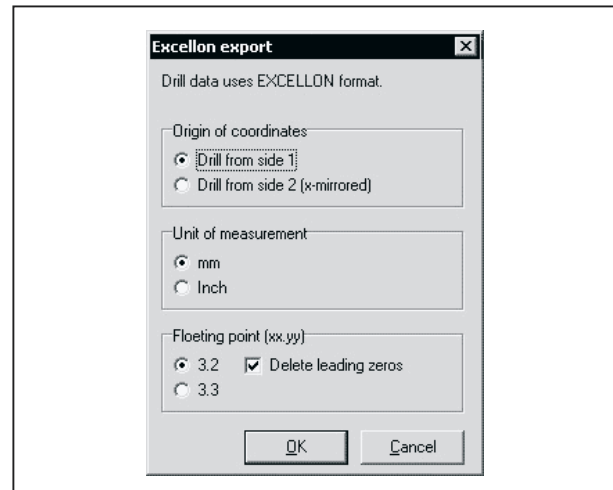 Excellon export
Drill data uses EXCELLON format.
Origin of coordinates
Drill from side 1
Drill from side 2 (x-mirrored)
Unit of measurement
mm
Inch
Floeting point (xx.yy)
3.2 Delete leading zeros
3.3
OK Cancel